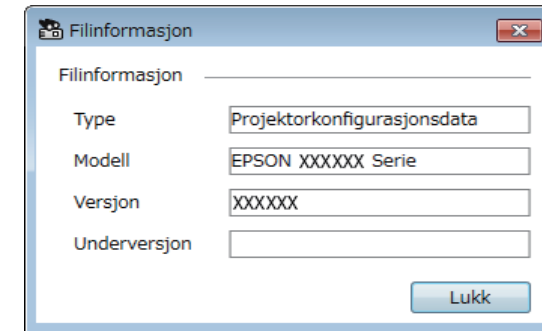 Filinformasjon
Filinformasjon
Type Projektorkonfigurasjonsdata
Modell EPSON XXXXXX Serie
Versjon XXXXXX
Underversjon
Lukk